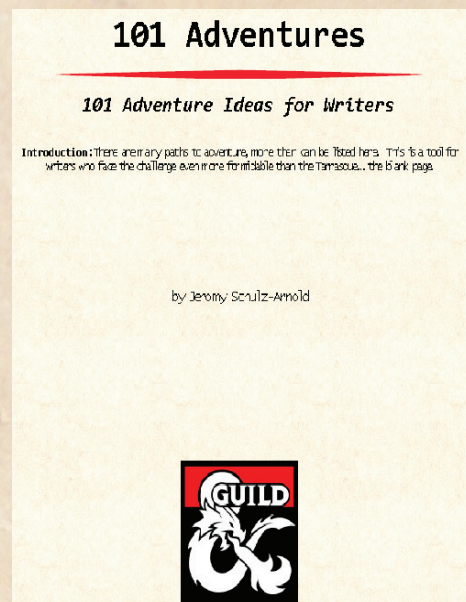 101 Adventures
101 Adventure Ideas for Writers
Introduction: There are many paths to adventure, more than can be listed here. This is a tool for
writers who face the challenge even more formidable than the Tarrasque... the blank page.
by Jeromy Schulz-Arnold
GUILD